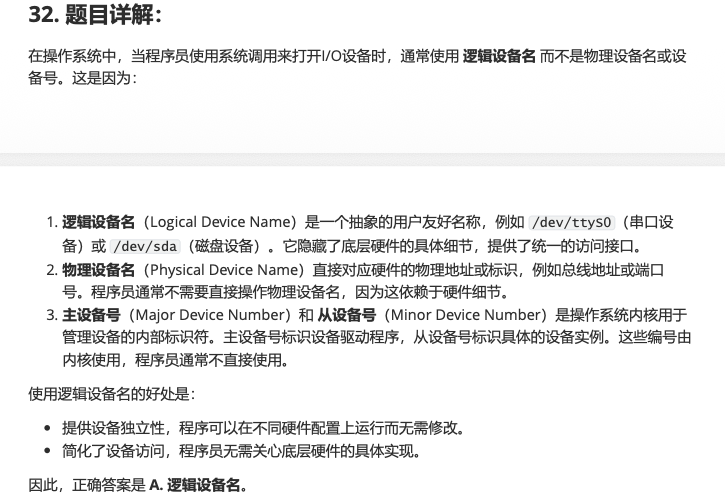 32. 题目详解：
在操作系统中，当程序员使用系统调用来打开I/O设备时，通常使用 逻辑设备名 而不是物理设备名或设
备号。这是因为：
1. 逻辑设备名（Logical Device Name）是一个抽象的用户友好名称，例如 /dev/ttyS0（串口设
备）或 /dev/sda（磁盘设备）。它隐藏了底层硬件的具体细节，提供了统一的访问接口。
2. 物理设备名（Physical Device Name）直接对应硬件的物理地址或标识，例如总线地址或端口
号。程序员通常不需要直接操作物理设备名，因为这依赖于硬件细节。
3. 主设备号（Major Device Number）和 从设备号（Minor Device Number）是操作系统内核用于
管理设备的内部标识符。主设备号标识设备驱动程序，从设备号标识具体的设备实例。这些编号由
内核使用，程序员通常不直接使用。
使用逻辑设备名的好处是：
• 提供设备独立性，程序可以在不同硬件配置上运行而无需修改。
• 简化了设备访问，程序员无需关心底层硬件的具体实现。
因此，正确答案是 A. 逻辑设备名。